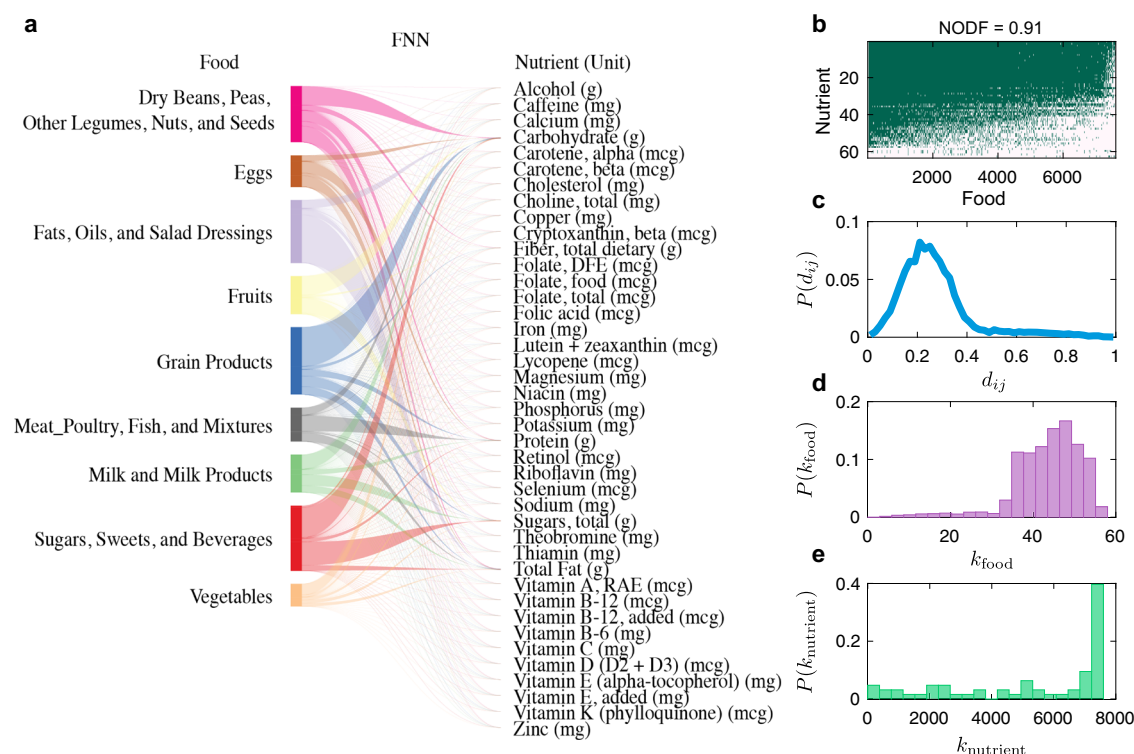 a
FNN
Food
Nutrient (Unit)
Dry Beans, Peas,
Other Legumes, Nuts, and Seeds
Eggs
Fats, Oils, and Salad Dressings
Fruits
Grain Products
Meat_Poultry, Fish, and Mixtures
Milk and Milk Products
Sugars, Sweets, and Beverages
Vegetables
Alcohol (g)
Caffeine (mg)
Calcium (mg)
Carbohydrate (g)
Carotene, alpha (mcg)
Carotene, beta (mcg)
Cholesterol (mg)
Choline, total (mg)
Copper (mg)
Cryptoxanthin, beta (mcg)
Fiber, total dietary (g)
Folate, DFE (mcg)
Folate, food (mcg)
Folate, total (mcg)
Folic acid (mcg)
Iron (mg)
Lutein + zeaxanthin (mcg)
Lycopene (mcg)
Magnesium (mg)
Niacin (mg)
Phosphorus (mg)
Potassium (mg)
Protein (g)
Retinol (mcg)
Riboflavin (mg)
Selenium (mcg)
Sodium (mg)
Sugars, total (g)
Theobromine (mg)
Thiamin (mg)
Total Fat (g)
Vitamin A, RAE (mcg)
Vitamin B-12 (mcg)
Vitamin B-12, added (mcg)
Vitamin B-6 (mg)
Vitamin C (mg)
Vitamin D (D2 + D3) (mcg)
Vitamin E (alpha-tocopherol) (mg)
Vitamin E, added (mg)
Vitamin K (phylloquinone) (mcg)
Zinc (mg)
b
NODF = 0.91
Nutrient
20
40
60
2000 4000 6000
Food
c
P(d_ij)
0.1
0.05
0
0 0.2 0.4 0.6 0.8 1
d_ij
d
P(k_food)
0.2
0.1
0
0 20 40 60
k_food
e
P(k_nutrient)
0.4
0.2
0
0 2000 4000 6000 8000
k_nutrient